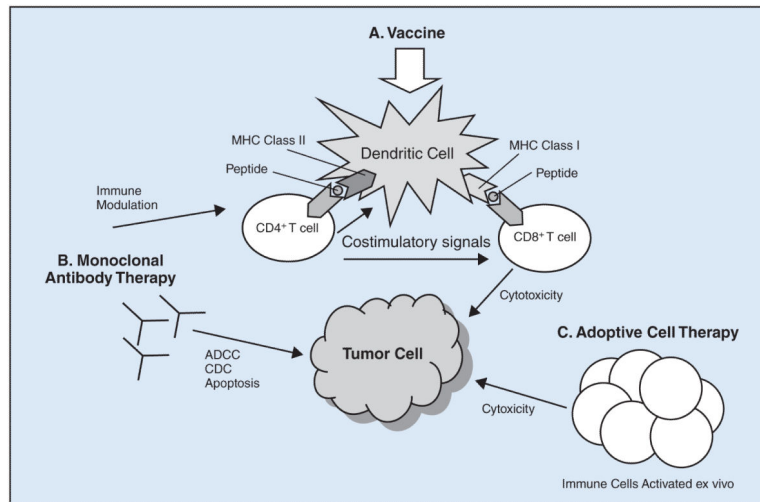 A. Vaccine
MHC Class II
Dendritic Cell
MHC Class I
Peptide
Peptide
Immune
Modulation
CD4+ T cell
CD8+ T cell
Costimulatory signals
B. Monoclonal
Antibody Therapy
Cytotoxicity
C. Adoptive Cell Therapy
ADCC
CDC
Apoptosis
Tumor Cell
Cytoxicity
Immune Cells Activated ex vivo